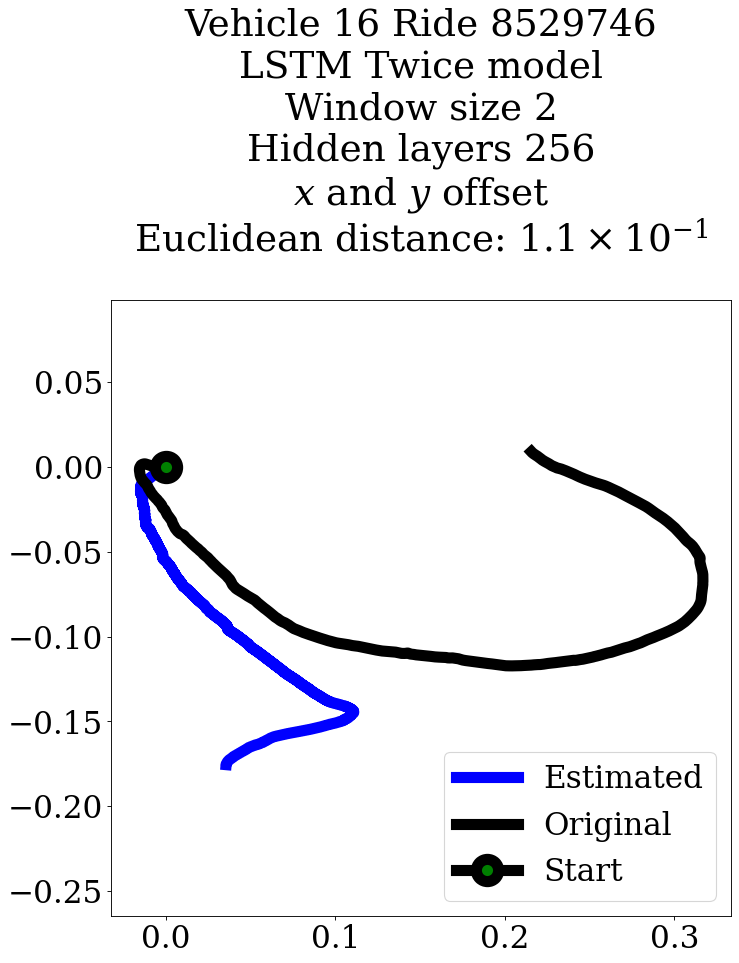 Vehicle 16 Ride 8529746
LSTM Twice model
Window size 2
Hidden layers 256
x and y offset
Euclidean distance: 1.1 × 10⁻¹
0.05
0.00
−0.05
−0.10
−0.15
−0.20
−0.25
Estimated
Original
Start
0.0 0.1 0.2 0.3